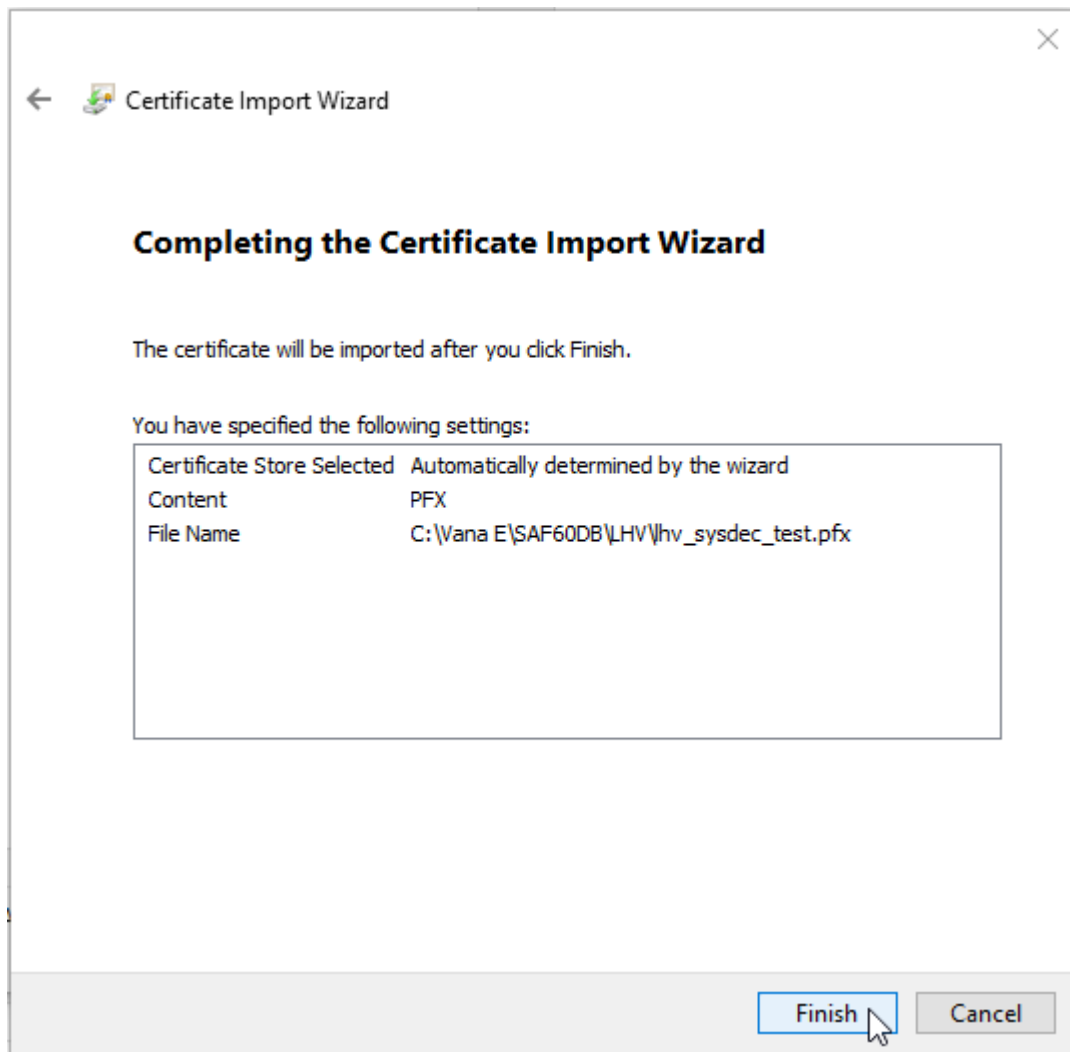 Certificate Import Wizard
Completing the Certificate Import Wizard
The certificate will be imported after you click Finish.
You have specified the following settings:
Certificate Store Selected Automatically determined by the wizard
Content PFX
File Name C:\Vana E\SAF60DB\LHV\lhv_sysdec_test.pfx
Finish Cancel